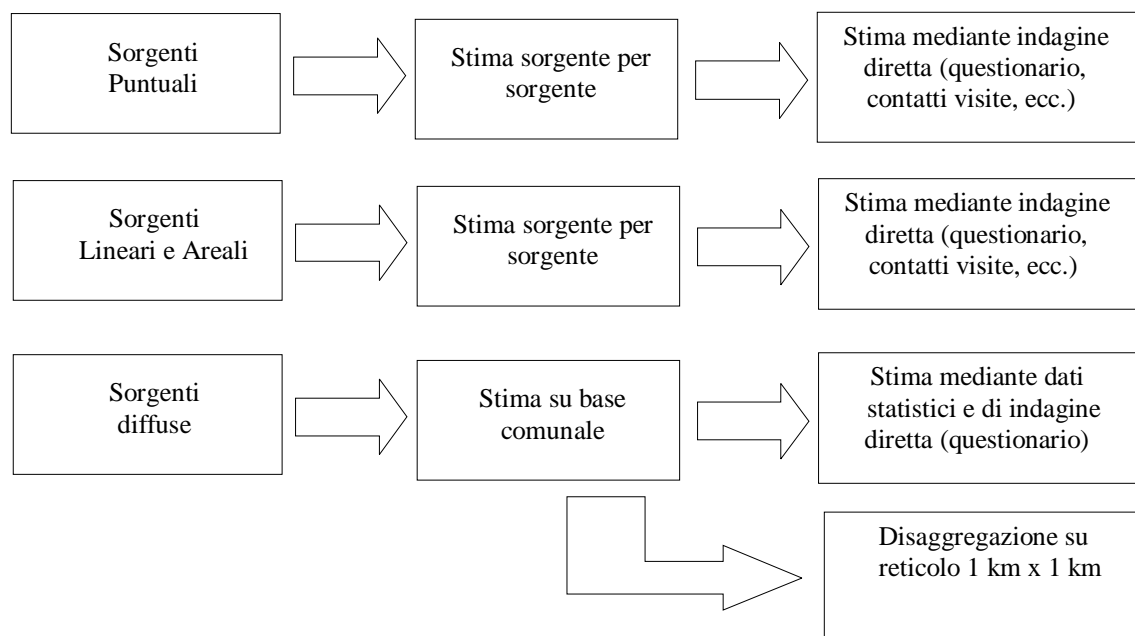 Sorgenti
Puntuali
Stima sorgente per
sorgente
Stima mediante indagine
diretta (questionario,
contatti visite, ecc.)
Sorgenti
Lineari e Areali
Stima sorgente per
sorgente
Stima mediante indagine
diretta (questionario,
contatti visite, ecc.)
Sorgenti
diffuse
Stima su base
comunale
Stima mediante dati
statistici e di indagine
diretta (questionario)
Disaggregazione su
reticolo 1 km x 1 km